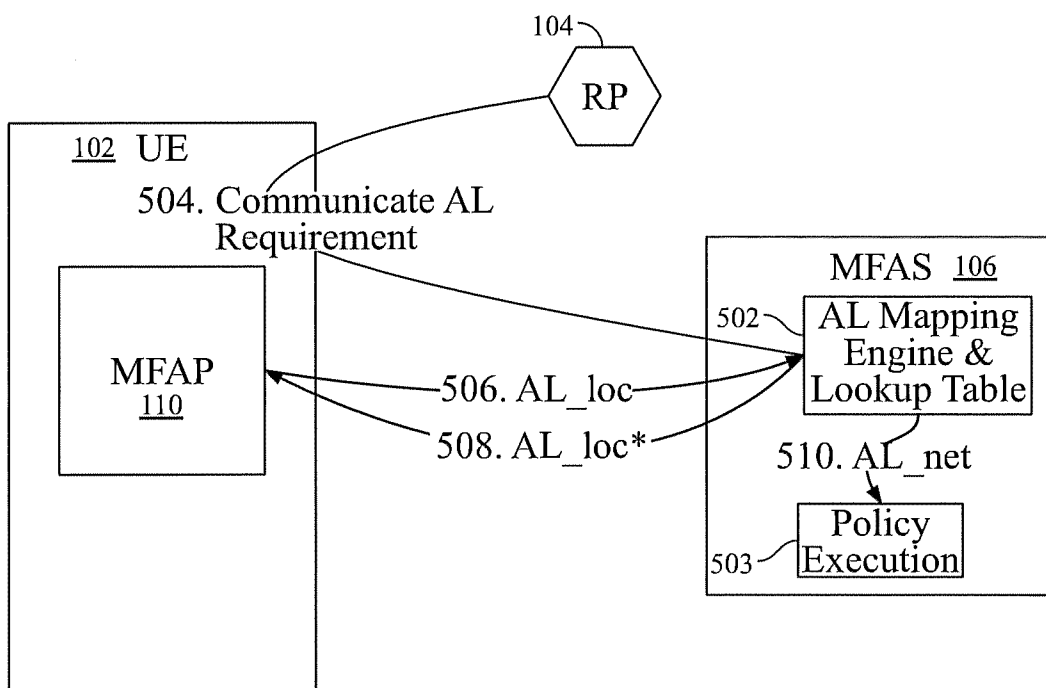 104
RP
102 UE
504. Communicate AL
Requirement
MFAS 106
502
AL Mapping
Engine &
Lookup Table
MFAP
110
506. AL_loc
508. AL_loc*
510. AL_net
Policy
Execution
503